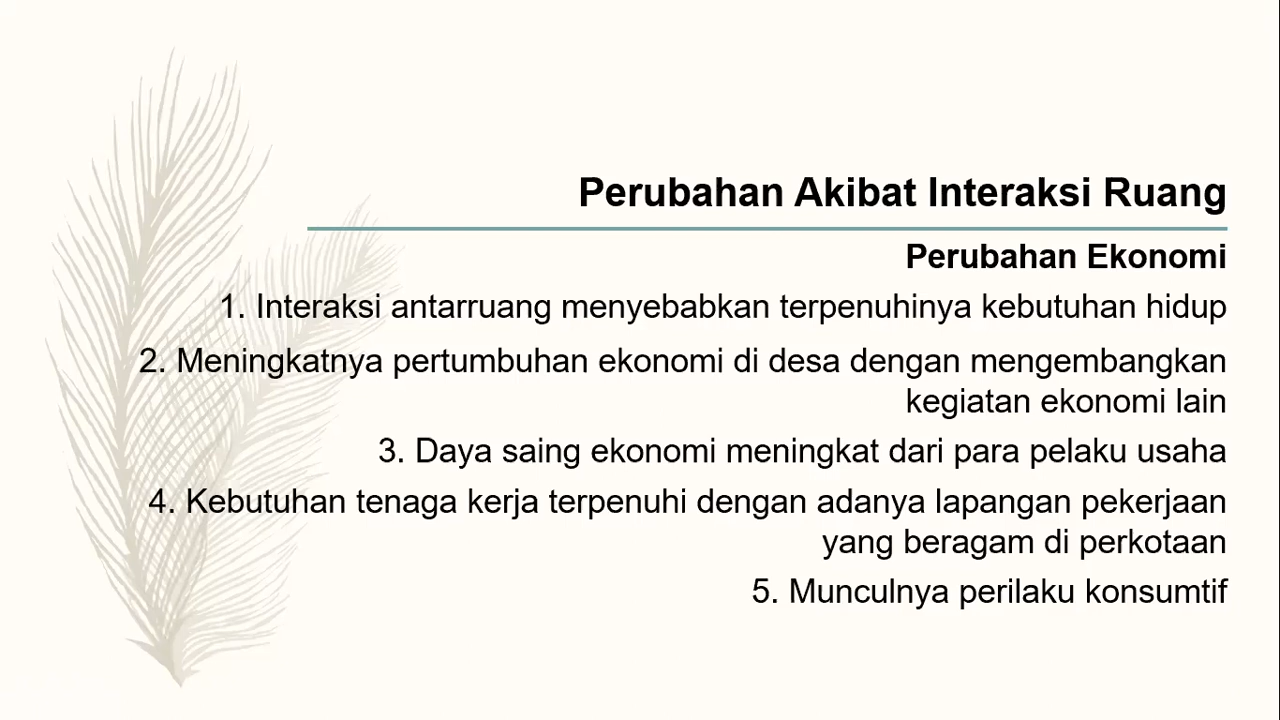 Perubahan Akibat Interaksi Ruang
Perubahan Ekonomi
1. Interaksi antarruang menyebabkan terpenuhinya kebutuhan hidup
2. Meningkatnya pertumbuhan ekonomi di desa dengan mengembangkan
kegiatan ekonomi lain
3. Daya saing ekonomi meningkat dari para pelaku usaha
4. Kebutuhan tenaga kerja terpenuhi dengan adanya lapangan pekerjaan
yang beragam di perkotaan
5. Munculnya perilaku konsumtif